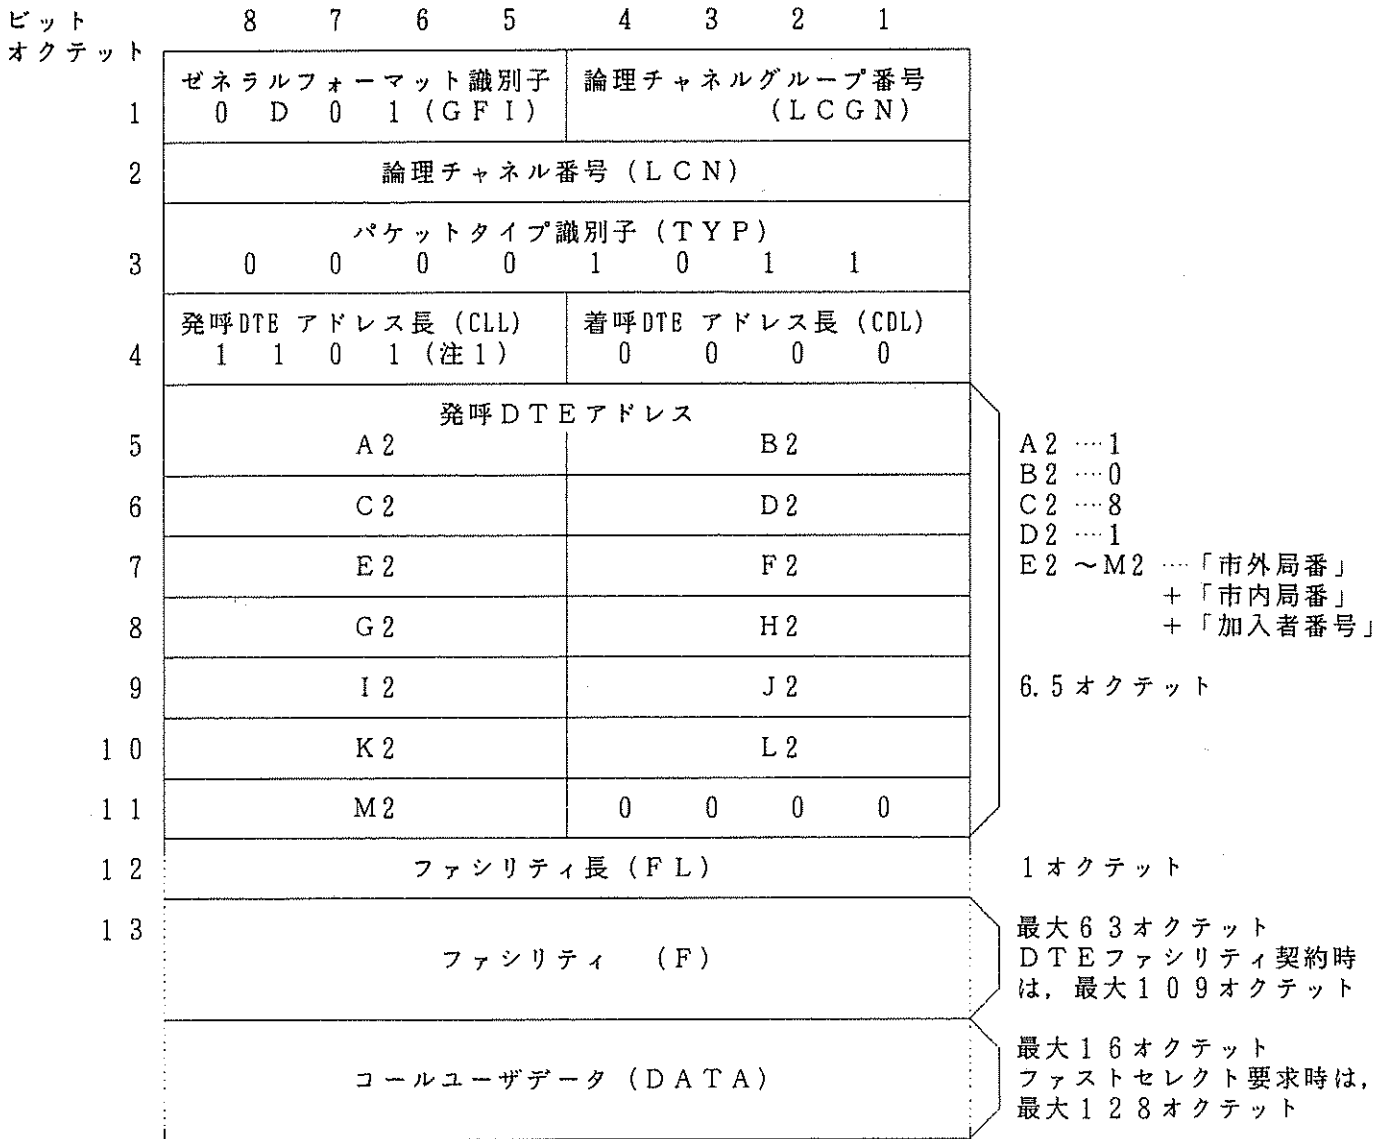 ビット 8 7 6 5 4 3 2 1
オクテット
ゼネラルフォーマット識別子 論理チャネルグループ番号
1 0 D 0 1 (GFI) (LCGN)
2 論理チャネル番号 (LCN)
パケットタイプ識別子 (TYP)
3 0 0 0 0 1 0 1 1
発呼DTE アドレス長 (CLL) 着呼DTE アドレス長 (CDL)
4 1 1 0 1 (注1) 0 0 0 0
発呼DTEアドレス
5 A2 B2 A2 ‥‥1
B2 ‥‥0
6 C2 D2 C2 ‥‥8
D2 ‥‥1
7 E2 F2 E2 ～M2 ‥‥「市外局番」
＋「市内局番」
8 G2 H2 ＋「加入者番号」
9 I2 J2 6.5オクテット
10 K2 L2
11 M2 0 0 0 0
12 ファシリティ長 (FL) 1オクテット
13 最大63オクテット
ファシリティ (F) DTEファシリティ契約時
は, 最大109オクテット
最大16オクテット
コールユーザデータ (DATA) ファストセレクト要求時は,
最大128オクテット